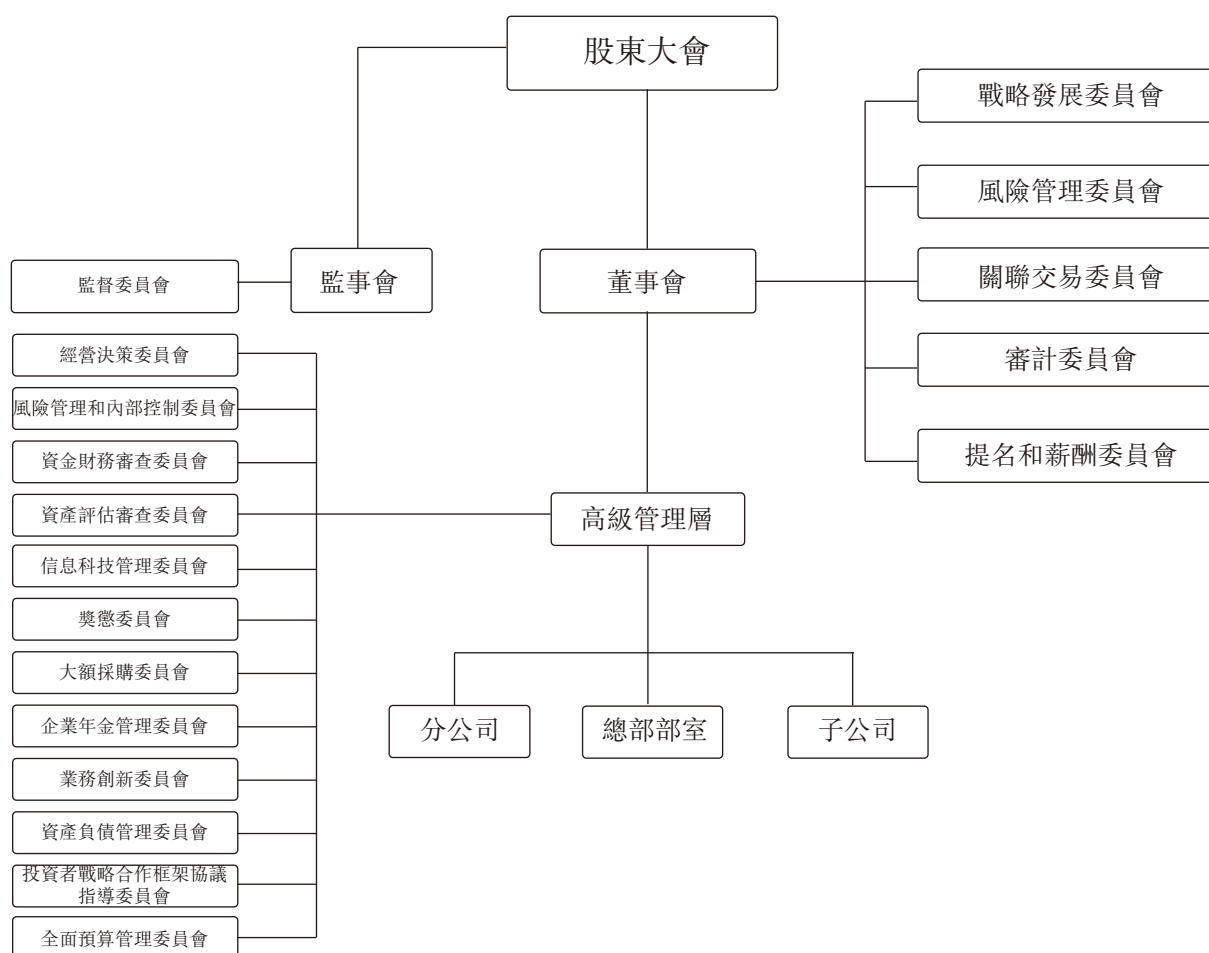 股東大會
戰略發展委員會
風險管理委員會
監督委員會
監事會
董事會
關聯交易委員會
經營決策委員會
審計委員會
風險管理和內部控制委員會
資金財務審查委員會
提名和薪酬委員會
資產評估審查委員會
高級管理層
信息科技管理委員會
獎懲委員會
大額採購委員會
企業年金管理委員會
分公司
總部部室
子公司
業務創新委員會
資產負債管理委員會
投資者戰略合作框架協議
指導委員會
全面預算管理委員會